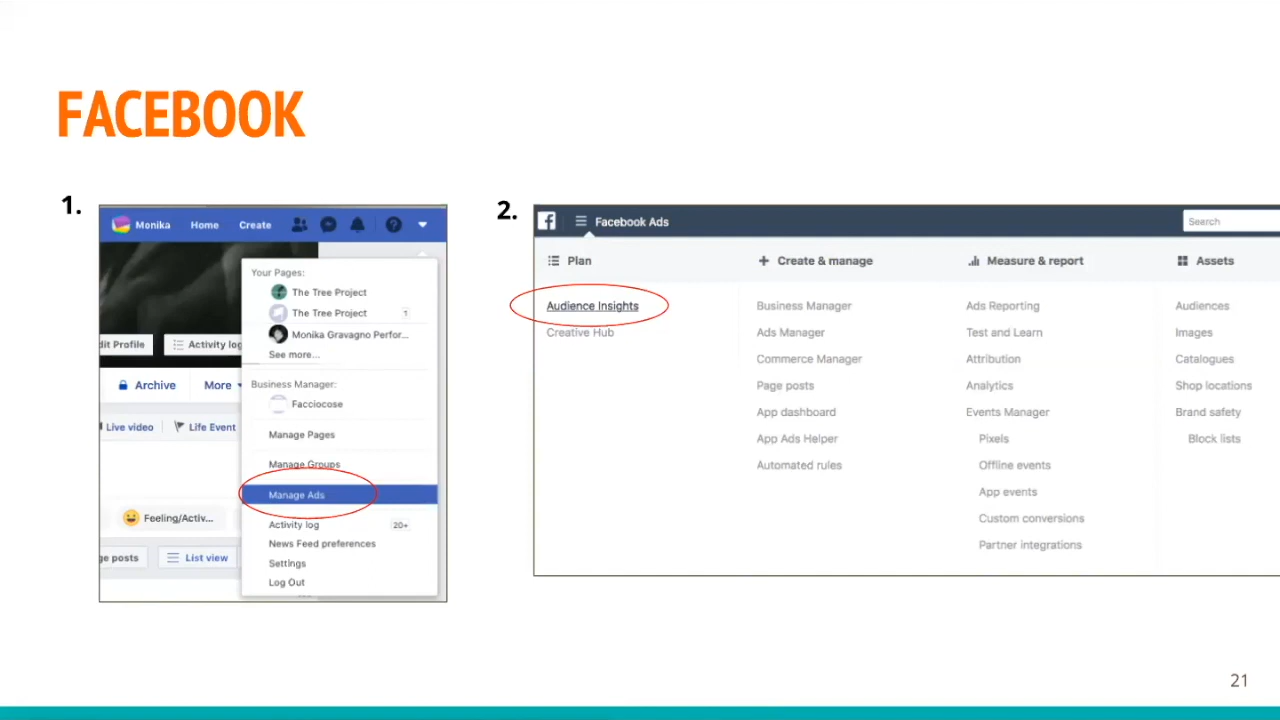 FACEBOOK
1.
Monika Home Create
Your Pages:
The Tree Project
The Tree Project 1
Monika Gravagno Perfor...
See more...
dit Profile Activity log
Archive More
Business Manager:
Facciocose
Live video Life Event
Manage Pages
Manage Groups
Manage Ads
Feeling/Activ...
Activity log 20+
News Feed preferences
ge posts List view
Settings
Log Out
2.
Facebook Ads Search
Plan Create & manage Measure & report Assets
Audience Insights Business Manager Ads Reporting Audiences
Creative Hub Ads Manager Test and Learn Images
Commerce Manager Attribution Catalogues
Page posts Analytics Shop locations
App dashboard Events Manager Brand safety
App Ads Helper Pixels Block lists
Automated rules Offline events
App events
Custom conversions
Partner integrations
21